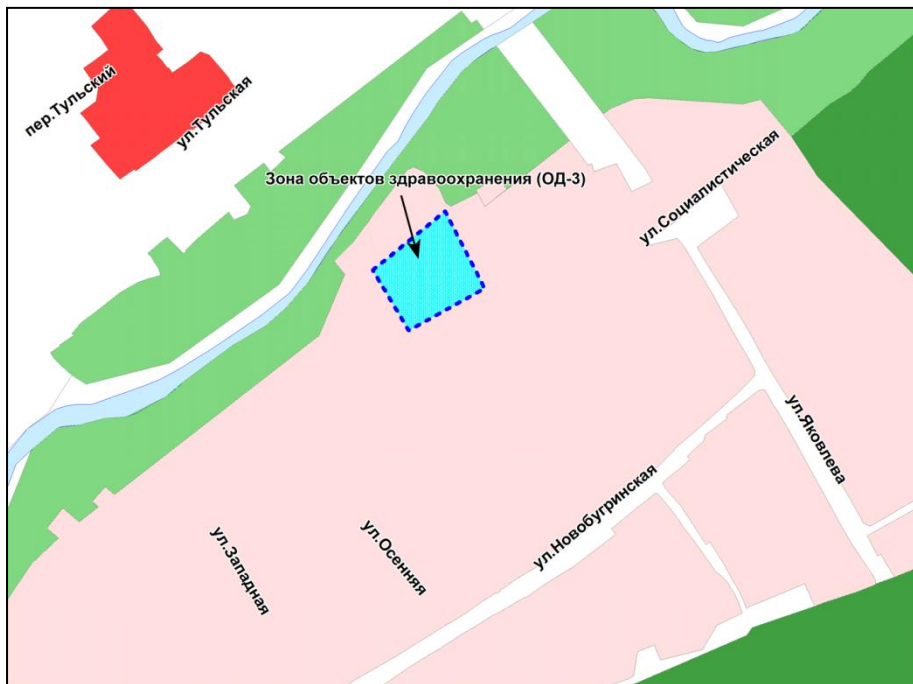 пер.Тульский
ул.Тульская
Зона объектов здравоохранения (ОД-3)
ул.Социалистическая
ул.Яковлева
ул.Новобугринская
ул.Осенняя
ул.Западная